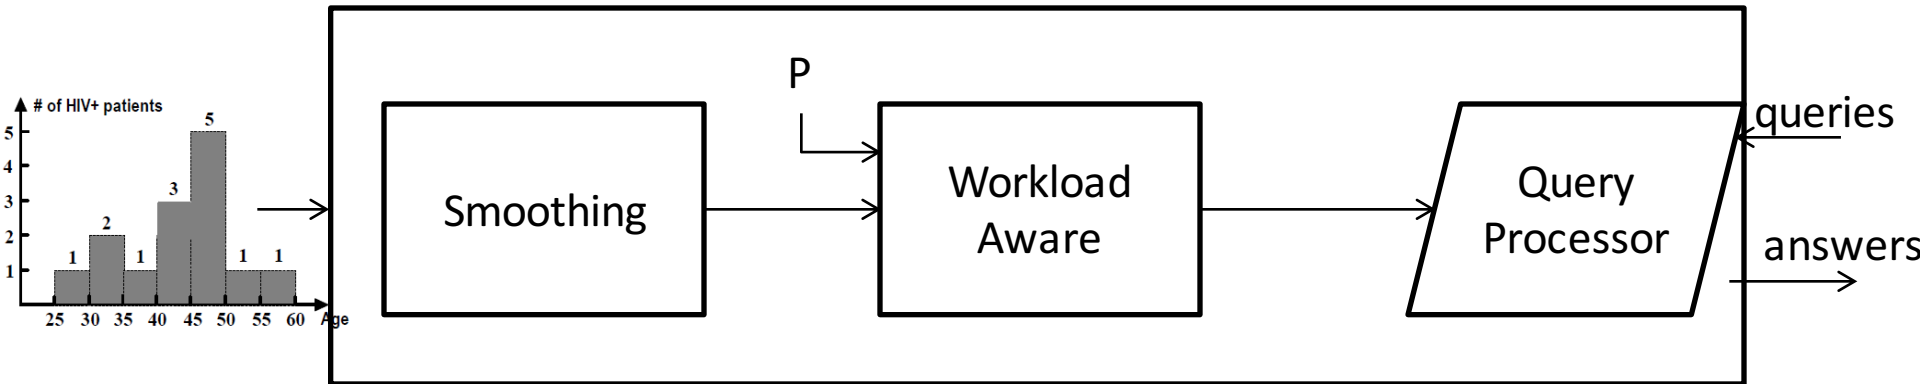 # of HIV+ patients
5
4
3
2
1
1
2
1
3
5
1
1
25 30 35 40 45 50 55 60 Age
Smoothing
P
Workload
Aware
Query
Processor
queries
answers